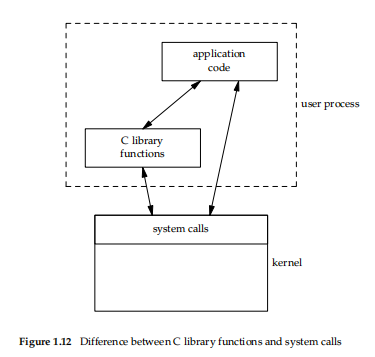 application
code
user process
C library
functions
system calls
kernel
Figure 1.12 Difference between C library functions and system calls